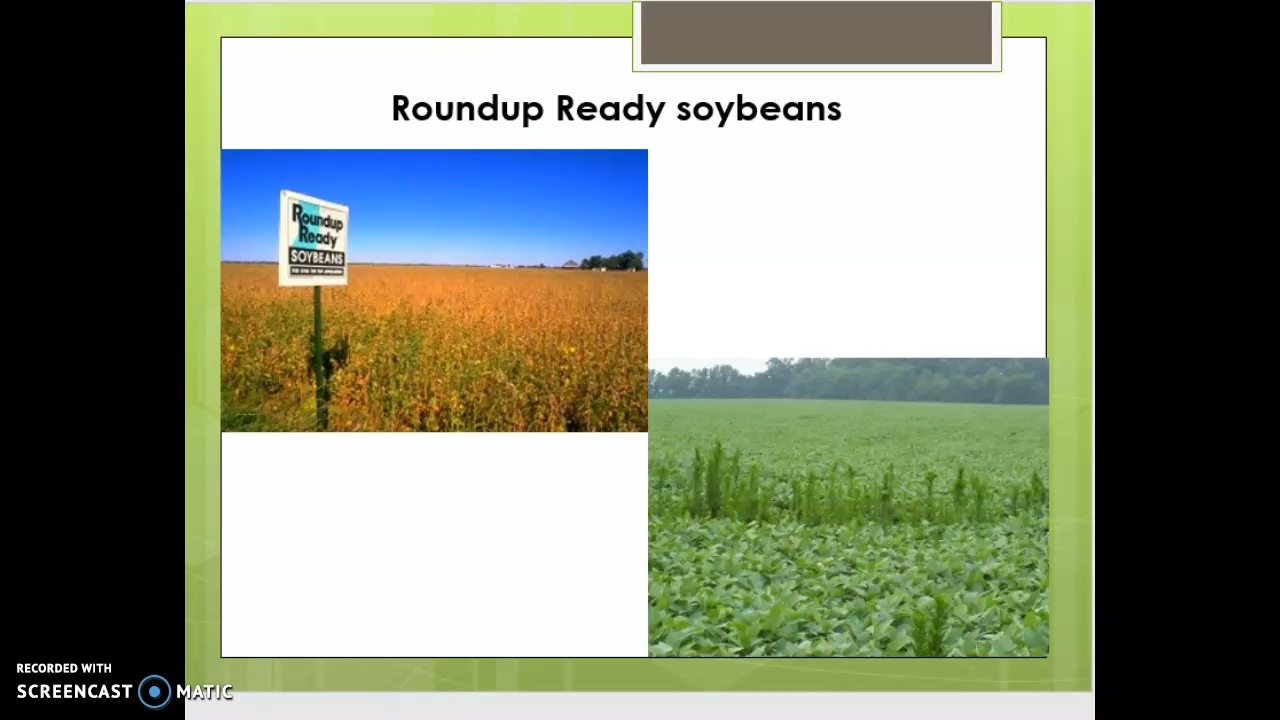 Roundup Ready soybeans
Roundup
Ready
SOYBEANS
RECORDED WITH
SCREENCAST MATIC